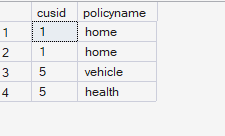 cusid policyname
1 1 home
2 1 home
3 5 vehicle
4 5 health